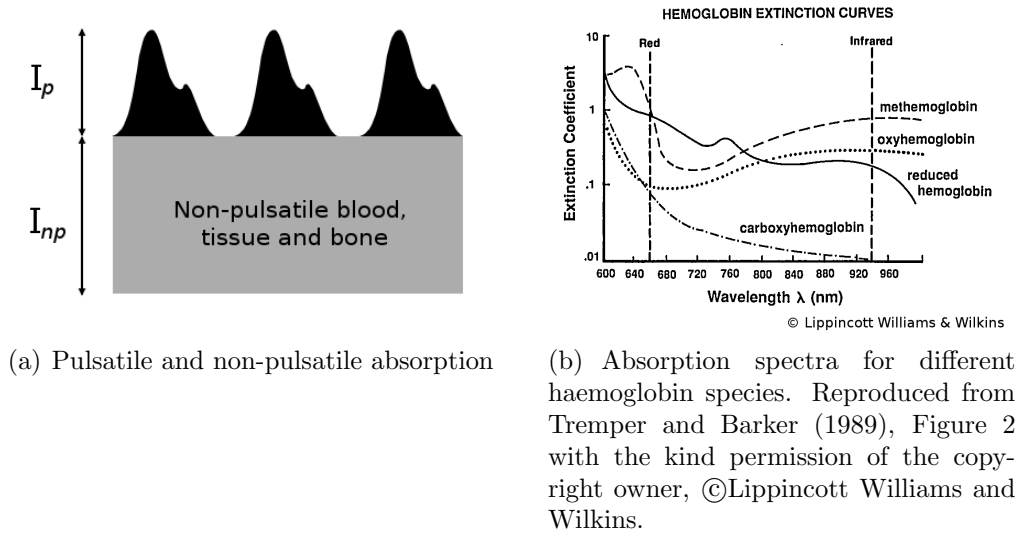 I_p
I_np
Non-pulsatile blood,
tissue and bone
(a) Pulsatile and non-pulsatile absorption
HEMOGLOBIN EXTINCTION CURVES
Red
Infrared
10
1
.1
.01
Extinction Coefficient
methemoglobin
oxyhemoglobin
reduced
hemoglobin
carboxyhemoglobin
600 640 680 720 760 800 840 880 920 960
Wavelength λ (nm)
© Lippincott Williams & Wilkins
(b) Absorption spectra for different
haemoglobin species. Reproduced from
Tremper and Barker (1989), Figure 2
with the kind permission of the copy-
right owner, ©Lippincott Williams and
Wilkins.